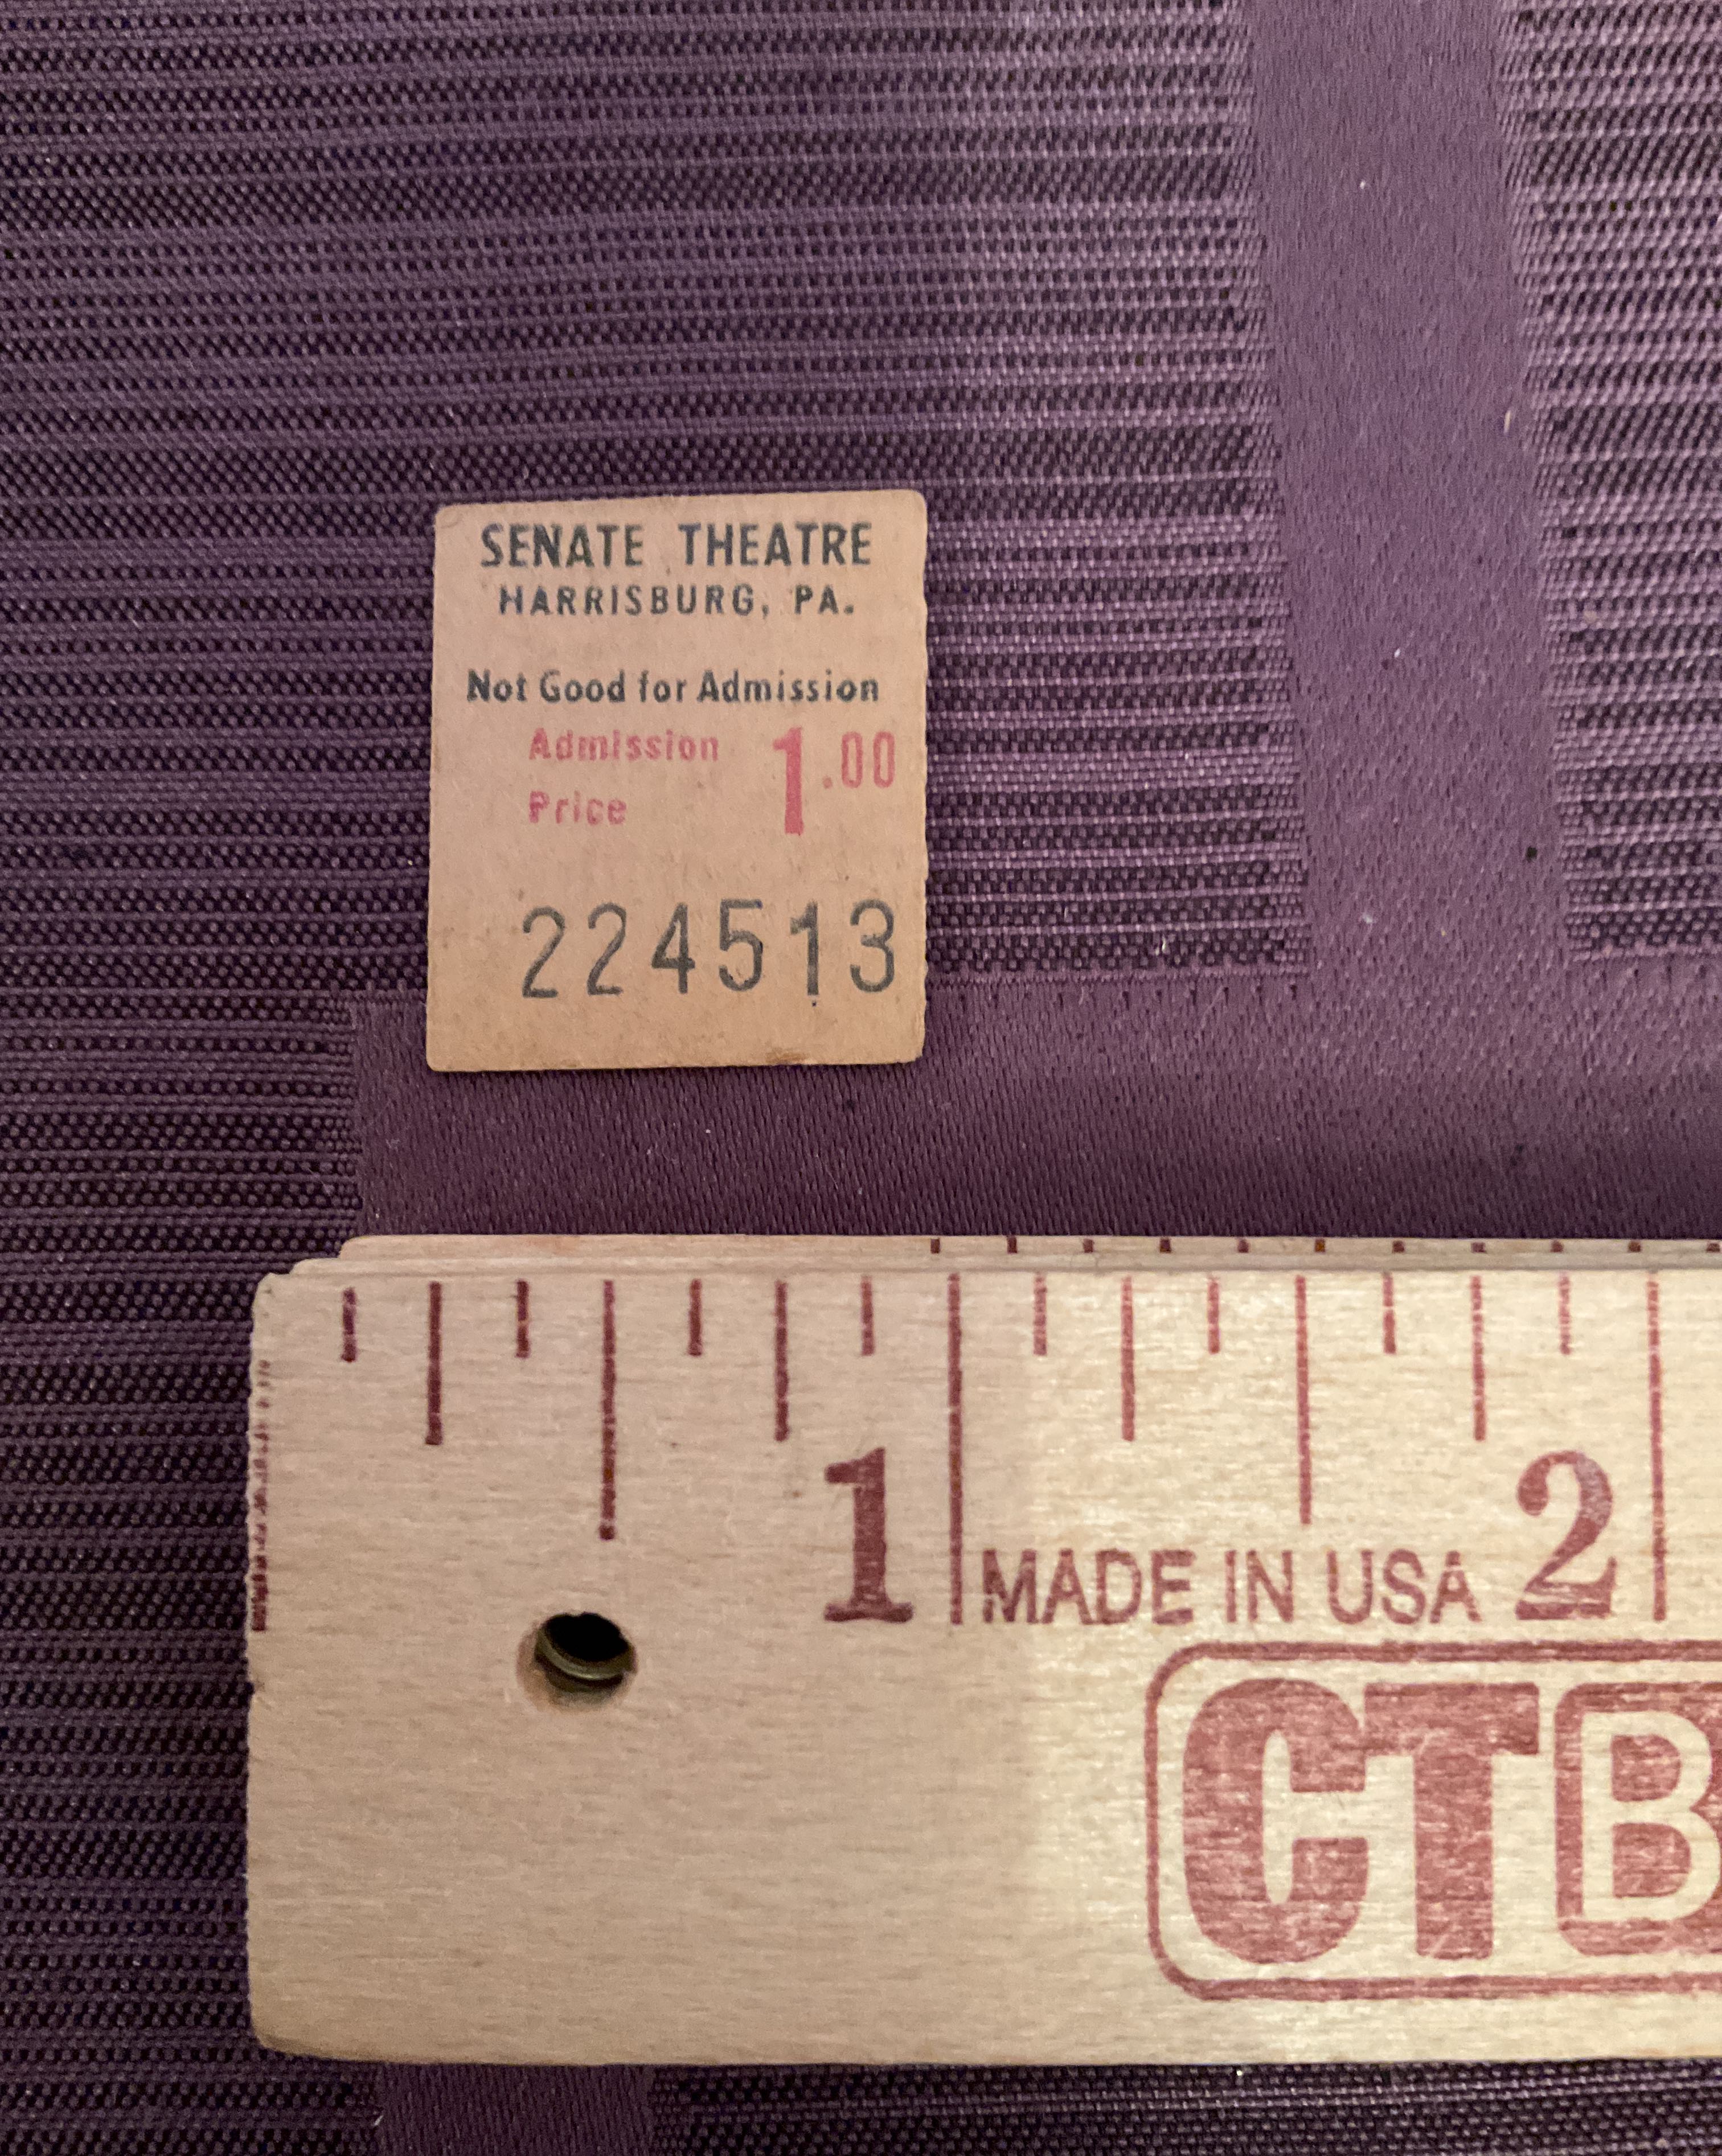 SENATE THEATRE
HARRISBURG, PA.
Not Good for Admission
Admission 1.00
Price
224513
1 MADE IN USA 2
CTB